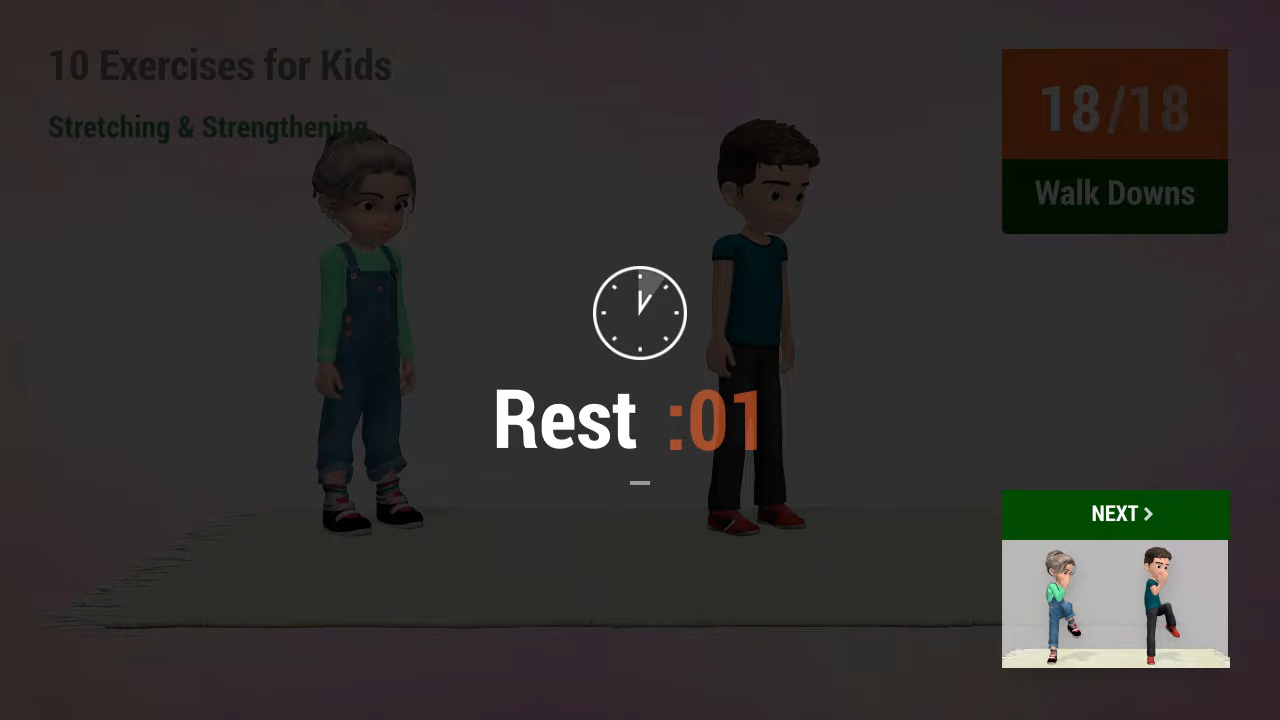 10 Exercises for Kids
Stretching & Strengthening
18/18
Walk Downs
Rest :01
NEXT >